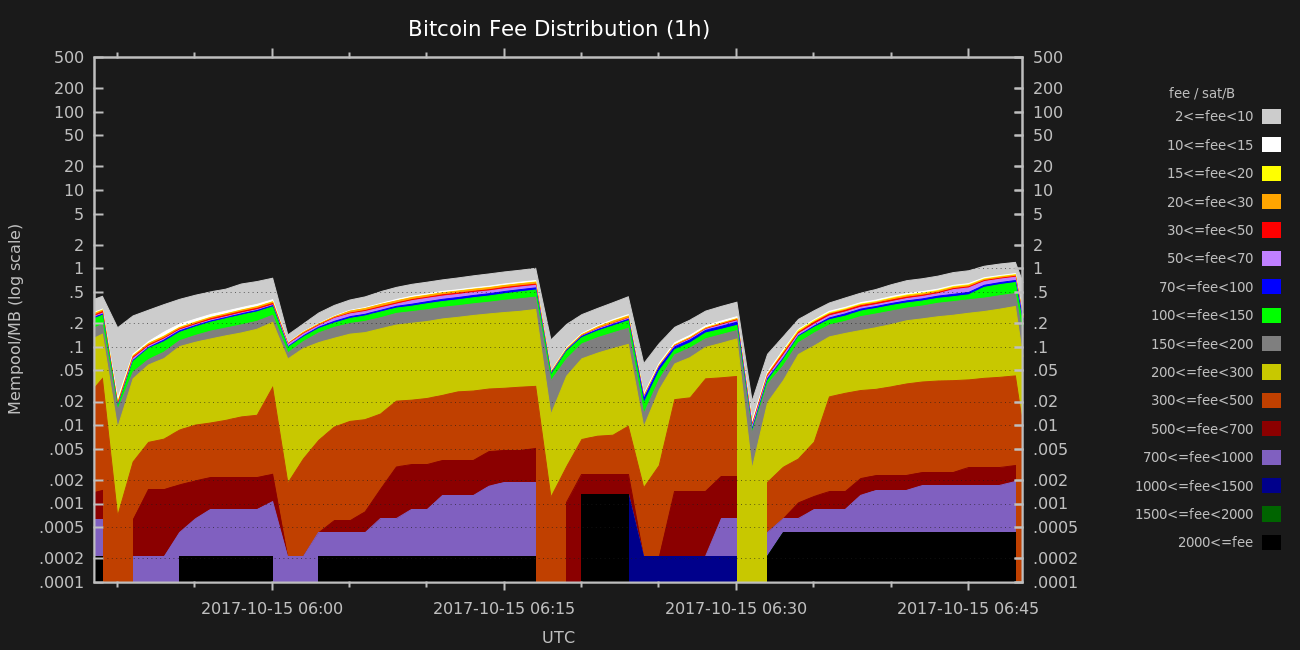 Bitcoin Fee Distribution (1h)
Mempool/MB (log scale)
500
200
100
50
20
10
5
2
1
.5
.2
.1
.05
.02
.01
.005
.002
.001
.0005
.0002
.0001
500
200
100
50
20
10
5
2
1
.5
.2
.1
.05
.02
.01
.005
.002
.001
.0005
.0002
.0001
2017-10-15 06:00
2017-10-15 06:15
2017-10-15 06:30
2017-10-15 06:45
UTC
fee / sat/B
2<=fee<10
10<=fee<15
15<=fee<20
20<=fee<30
30<=fee<50
50<=fee<70
70<=fee<100
100<=fee<150
150<=fee<200
200<=fee<300
300<=fee<500
500<=fee<700
700<=fee<1000
1000<=fee<1500
1500<=fee<2000
2000<=fee